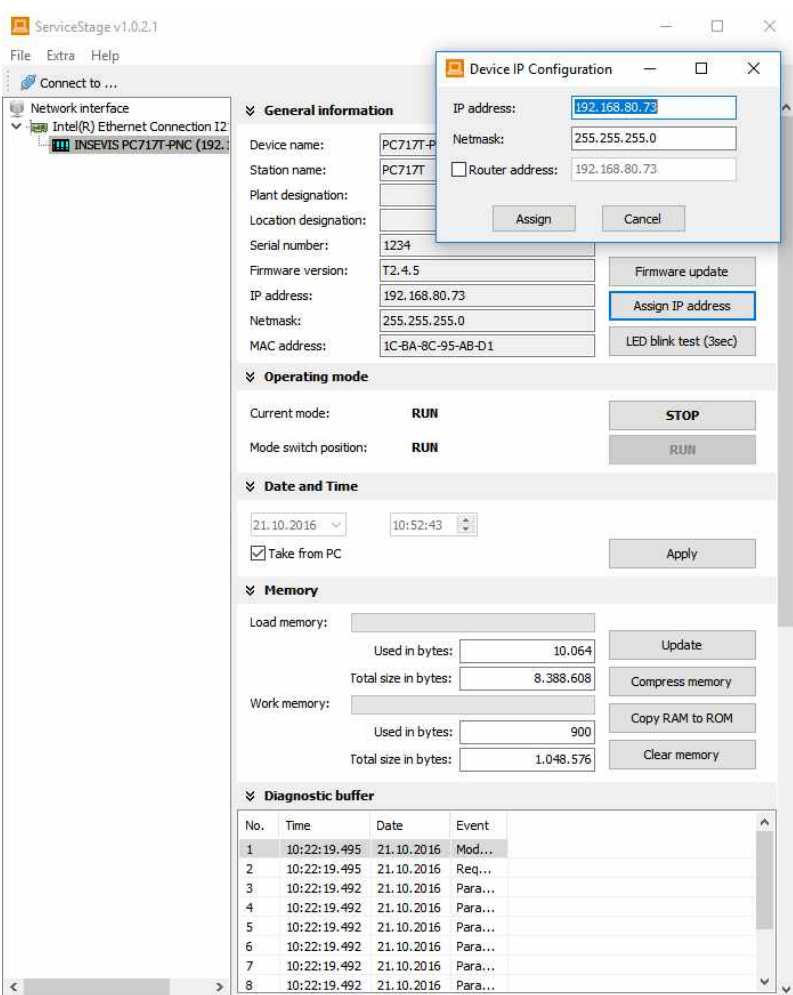 ServiceStage v1.0.2.1
File Extra Help
Connect to ...
Network interface
Intel(R) Ethernet Connection I2
INSEVIS PC717T-PNC (192.1
Device IP Configuration
IP address: 192.168.80.73
Netmask: 255.255.255.0
Router address: 192.168.80.73
Assign Cancel
General information
Device name: PC717T-P
Station name: PC717T
Plant designation:
Location designation:
Serial number: 1234
Firmware version: T2.4.5 Firmware update
IP address: 192.168.80.73 Assign IP address
Netmask: 255.255.255.0
MAC address: 1C-BA-8C-95-AB-D1 LED blink test (3sec)
Operating mode
Current mode: RUN STOP
Mode switch position: RUN RUN
Date and Time
21.10.2016 10:52:43
Take from PC Apply
Memory
Load memory:
Used in bytes: 10.064 Update
Total size in bytes: 8.388.608 Compress memory
Work memory:
Used in bytes: 900 Copy RAM to ROM
Total size in bytes: 1.048.576 Clear memory
Diagnostic buffer
No. Time Date Event
1 10:22:19.495 21.10.2016 Mod...
2 10:22:19.495 21.10.2016 Req...
3 10:22:19.492 21.10.2016 Para...
4 10:22:19.492 21.10.2016 Para...
5 10:22:19.492 21.10.2016 Para...
6 10:22:19.492 21.10.2016 Para...
7 10:22:19.492 21.10.2016 Para...
8 10:22:19.492 21.10.2016 Para...